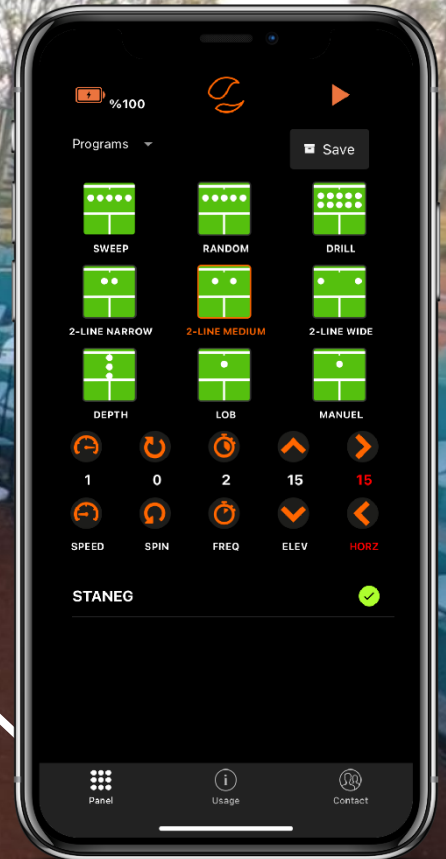 %100
Programs
Save
SWEEP RANDOM DRILL
2-LINE NARROW 2-LINE MEDIUM 2-LINE WIDE
DEPTH LOB MANUEL
1 0 2 15 15
SPEED SPIN FREQ ELEV HORZ
STANEG
Panel Usage Contact